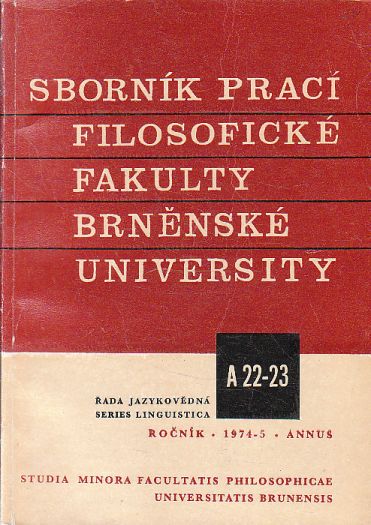 SBORNÍK PRACÍ
FILOSOFICKÉ
FAKULTY
BRNĚNSKÉ
UNIVERSITY
A 22-23
ŘADA JAZYKOVĚDNÁ
SERIES LINGUISTICA
ROČNÍK · 1974-5 · ANNUS
STUDIA MINORA FACULTATIS PHILOSOPHICAE
UNIVERSITATIS BRUNENSIS